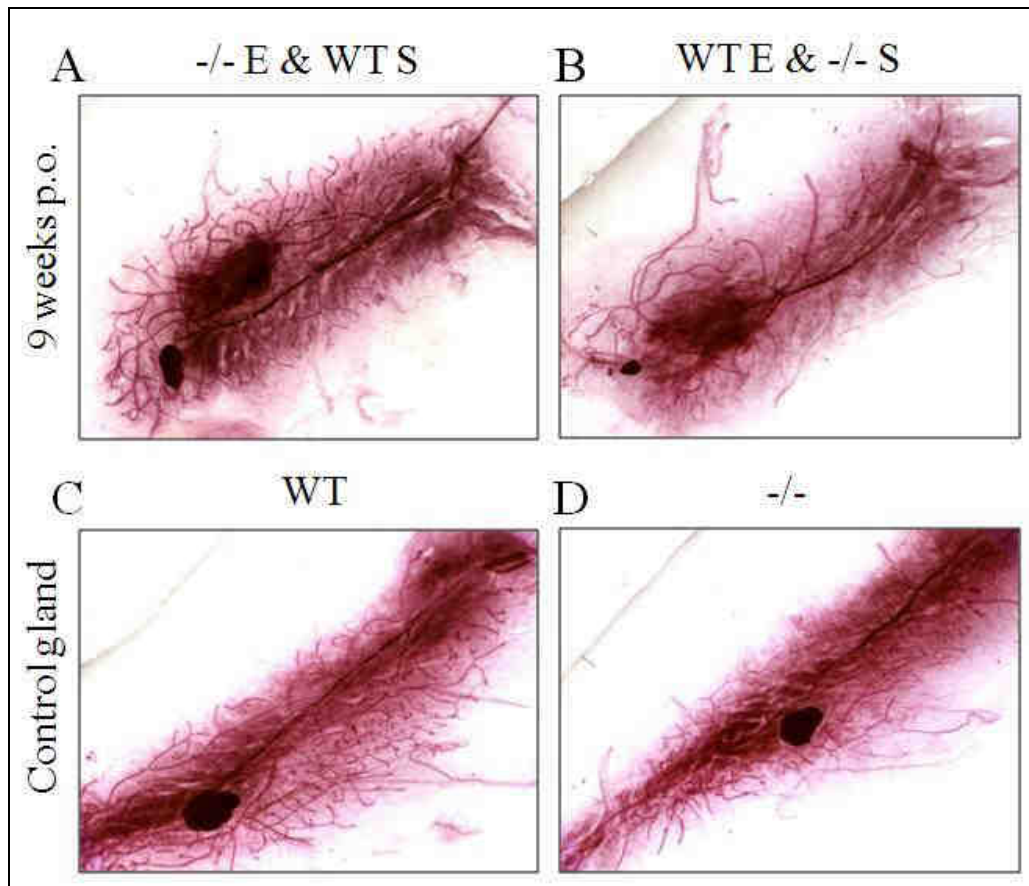 A -/- E & WT S B WT E & -/- S
9 weeks p.o.
C WT D -/-
Control gland